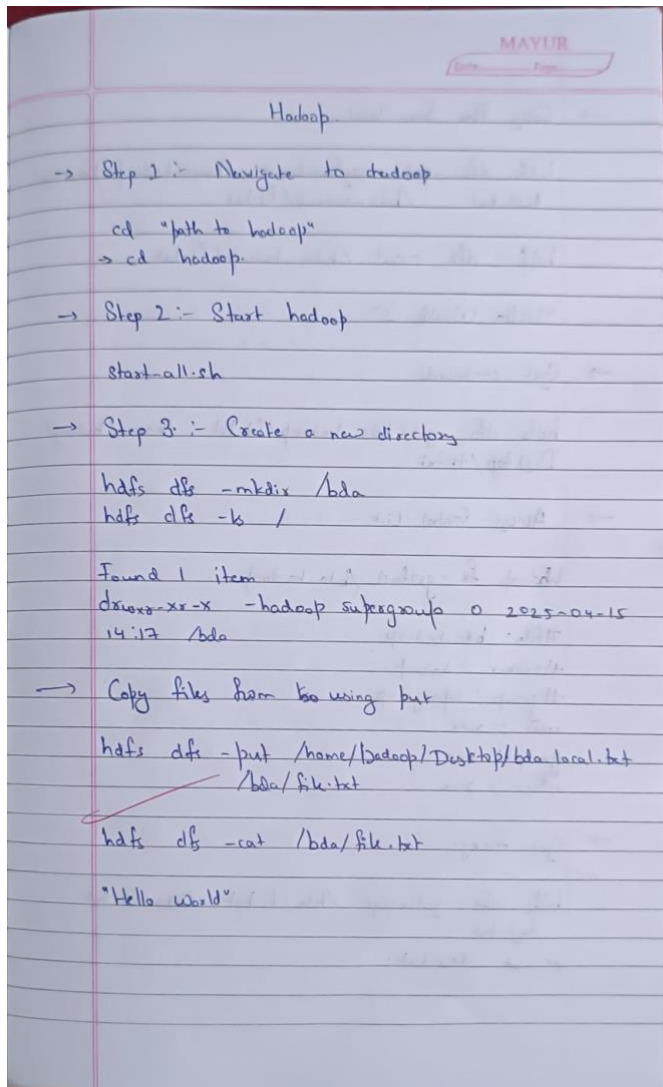 MAYUR
Date Page
Hadoop
→ Step 1 :- Navigate to hadoop
cd "path to hadoop"
→ cd hadoop.
→ Step 2 :- Start hadoop
start-all.sh
→ Step 3. :- Create a new directory
hdfs dfs -mkdir /bda
hdfs dfs -ls /
Found 1 item
drwxr-xr-x -hadoop supergroup 0 2025-04-15
14:17 /bda
→ Copy files from using put
hdfs dfs -put /home/hadoop/Desktop/bda local.txt
/bda/file.txt
hdfs dfs -cat /bda/file.txt
"Hello World"